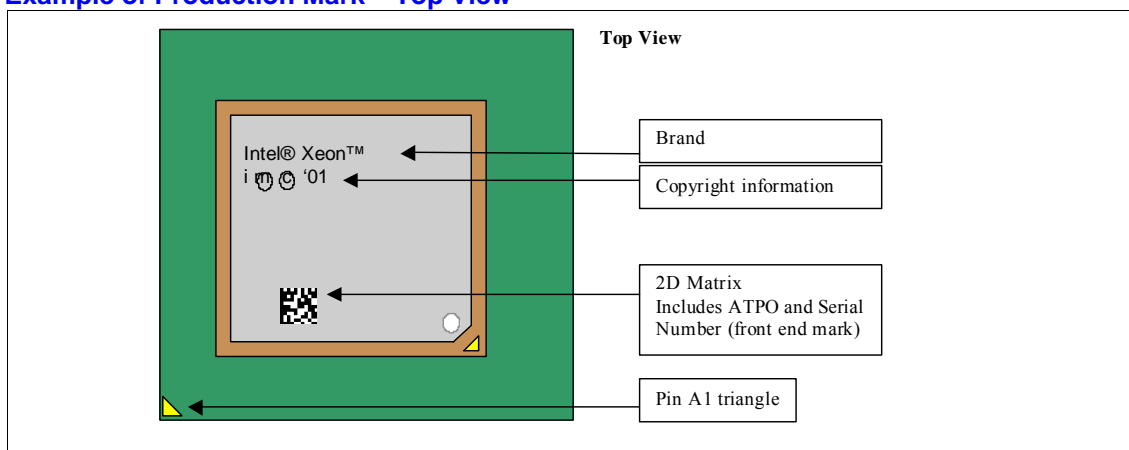 Example of Production Mark – Top View
Top View
Intel® Xeon™
i m c '01
Brand
Copyright information
2D Matrix
Includes ATPO and Serial
Number (front end mark)
Pin A1 triangle